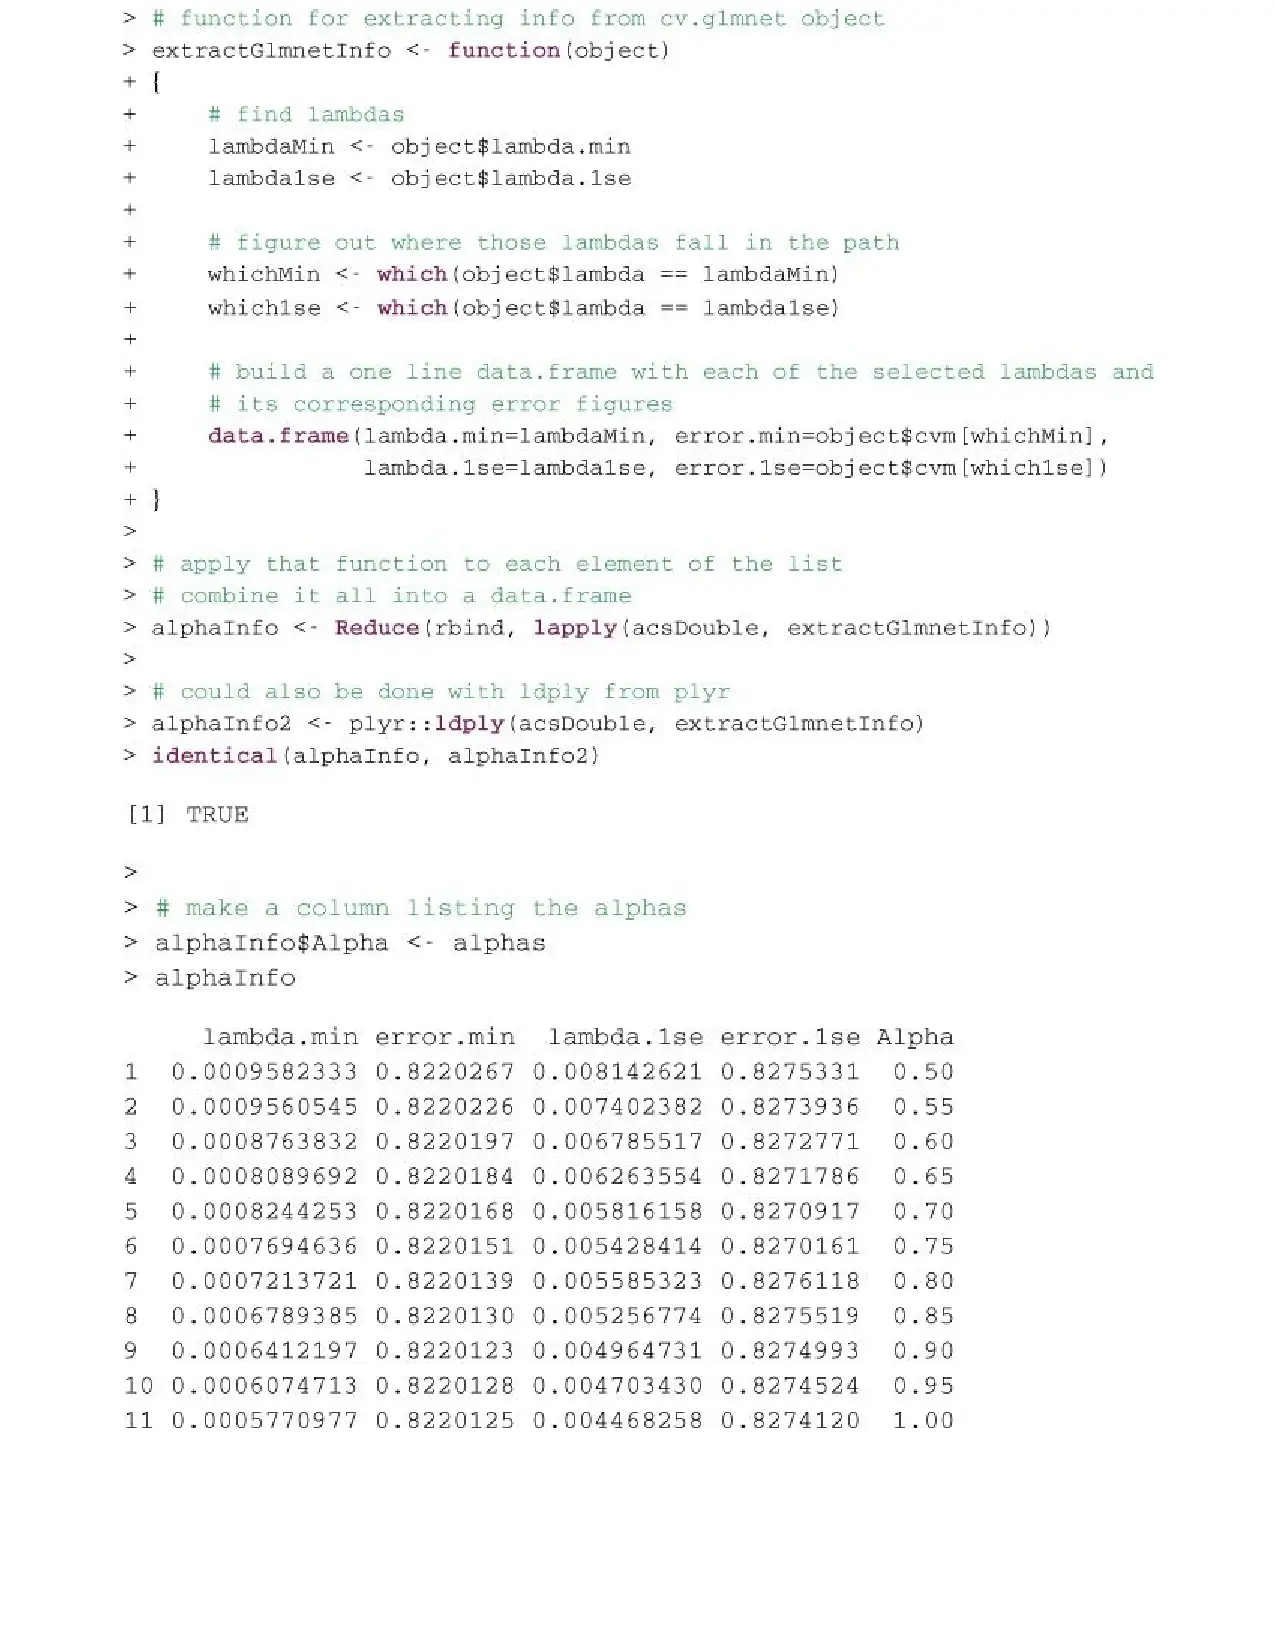 > # function for extracting info from cv.glmnet object
> extractGlmnetInfo <- function(object)
+ {
+     # find lambdas
+     lambdaMin <- object$lambda.min
+     lambda1se <- object$lambda.1se
+
+     # figure out where those lambdas fall in the path
+     whichMin <- which(object$lambda == lambdaMin)
+     which1se <- which(object$lambda == lambda1se)
+
+     # build a one line data.frame with each of the selected lambdas and
+     # its corresponding error figures
+     data.frame(lambda.min=lambdaMin, error.min=object$cvm[whichMin],
+                lambda.1se=lambda1se, error.1se=object$cvm[which1se])
+ }
>
> # apply that function to each element of the list
> # combine it all into a data.frame
> alphaInfo <- Reduce(rbind, lapply(acsDouble, extractGlmnetInfo))
>
> # could also be done with ldply from plyr
> alphaInfo2 <- plyr::ldply(acsDouble, extractGlmnetInfo)
> identical(alphaInfo, alphaInfo2)
[1] TRUE
>
> # make a column listing the alphas
> alphaInfo$Alpha <- alphas
> alphaInfo
lambda.min error.min lambda.1se error.1se Alpha
1 0.0009582333 0.8220267 0.008142621 0.8275331 0.50
2 0.0009560545 0.8220226 0.007402382 0.8273936 0.55
3 0.0008763832 0.8220197 0.006785517 0.8272771 0.60
4 0.0008089692 0.8220184 0.006263554 0.8271786 0.65
5 0.0008244253 0.8220168 0.005816158 0.8270917 0.70
6 0.0007694636 0.8220151 0.005428414 0.8270161 0.75
7 0.0007213721 0.8220139 0.005585323 0.8276118 0.80
8 0.0006789385 0.8220130 0.005256774 0.8275519 0.85
9 0.0006412197 0.8220123 0.004964731 0.8274993 0.90
10 0.0006074713 0.8220128 0.004703430 0.8274524 0.95
11 0.0005770977 0.8220125 0.004468258 0.8274120 1.00